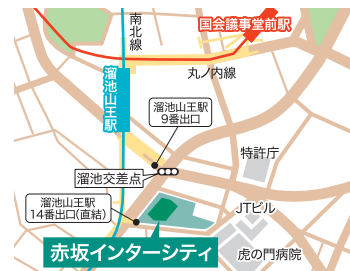 南北線
国会議事堂前駅
丸ノ内線
溜池山王駅
溜池山王駅
9番出口
特許庁
溜池交差点
溜池山王駅
14番出口(直結)
JTビル
赤坂インターシティ
虎の門病院